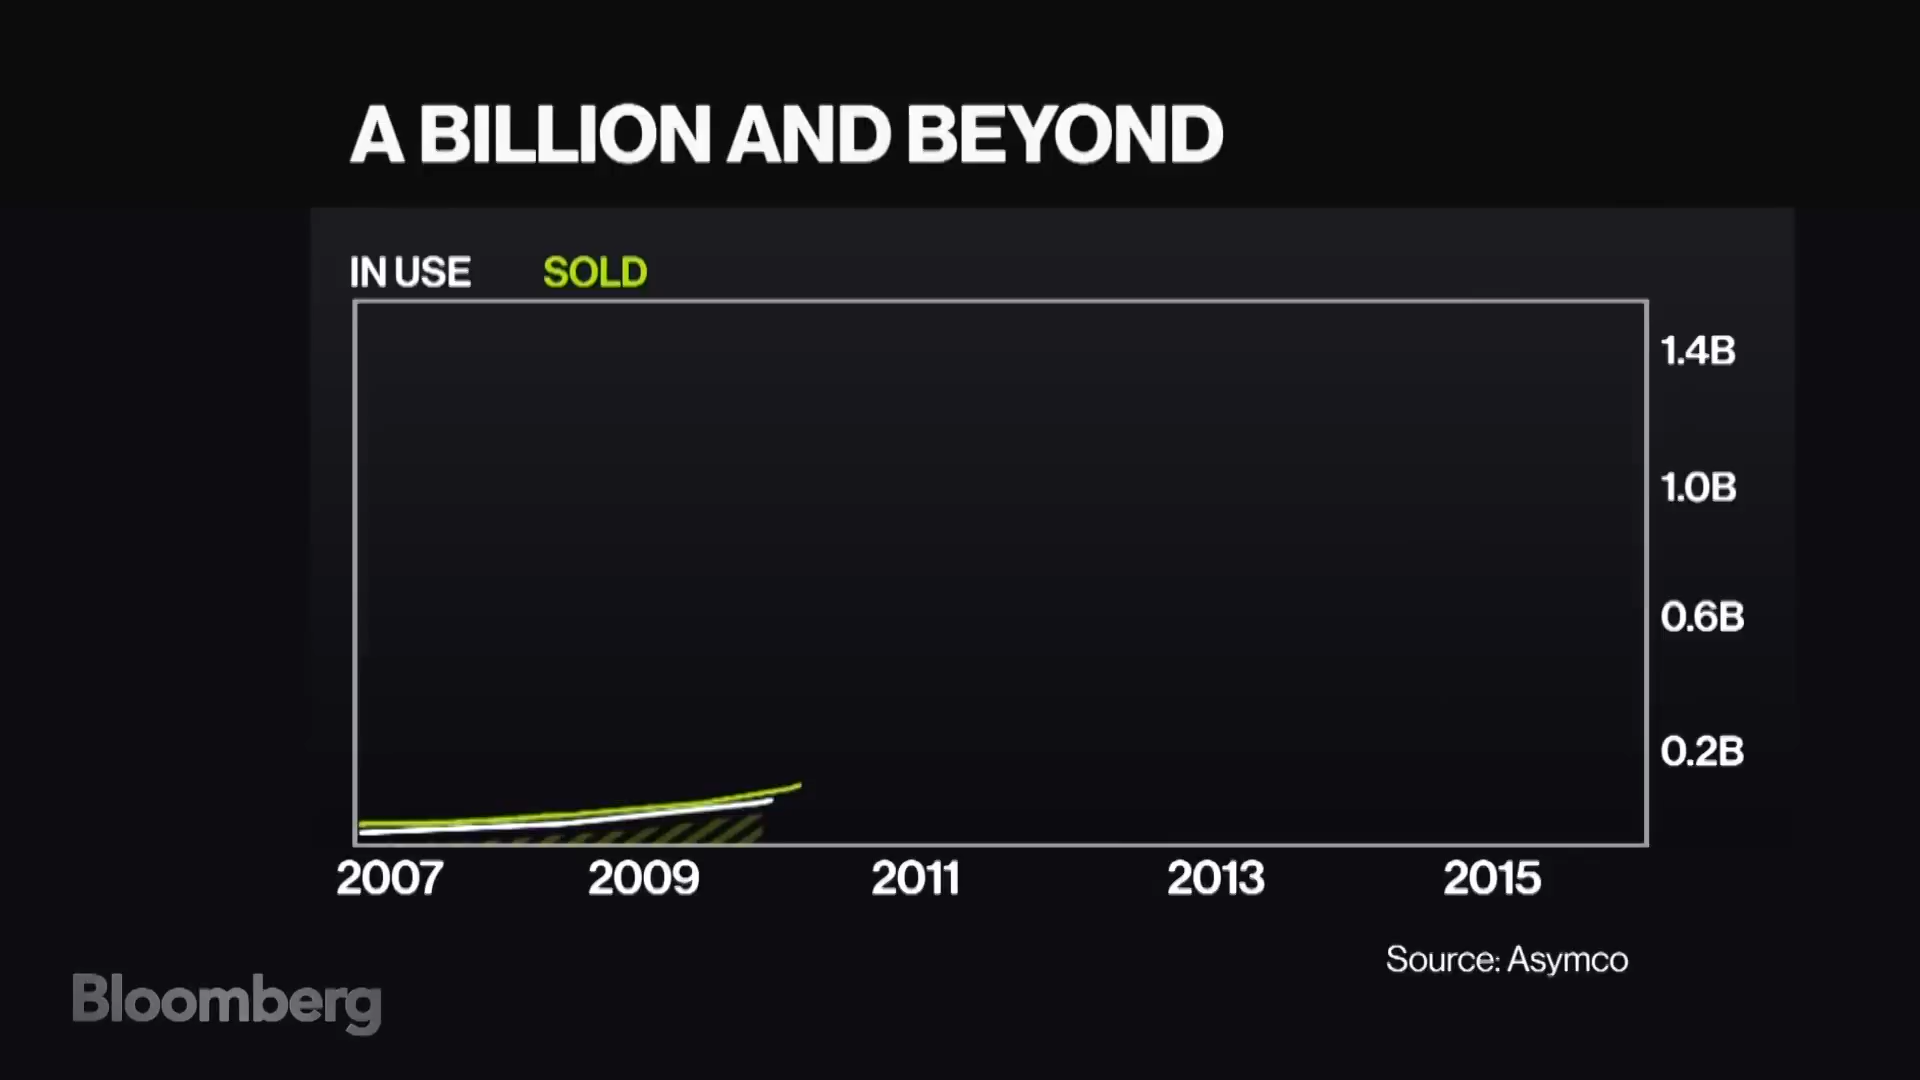 A BILLION AND BEYOND
IN USE SOLD
1.4B
1.0B
0.6B
0.2B
2007 2009 2011 2013 2015
Source: Asymco
Bloomberg